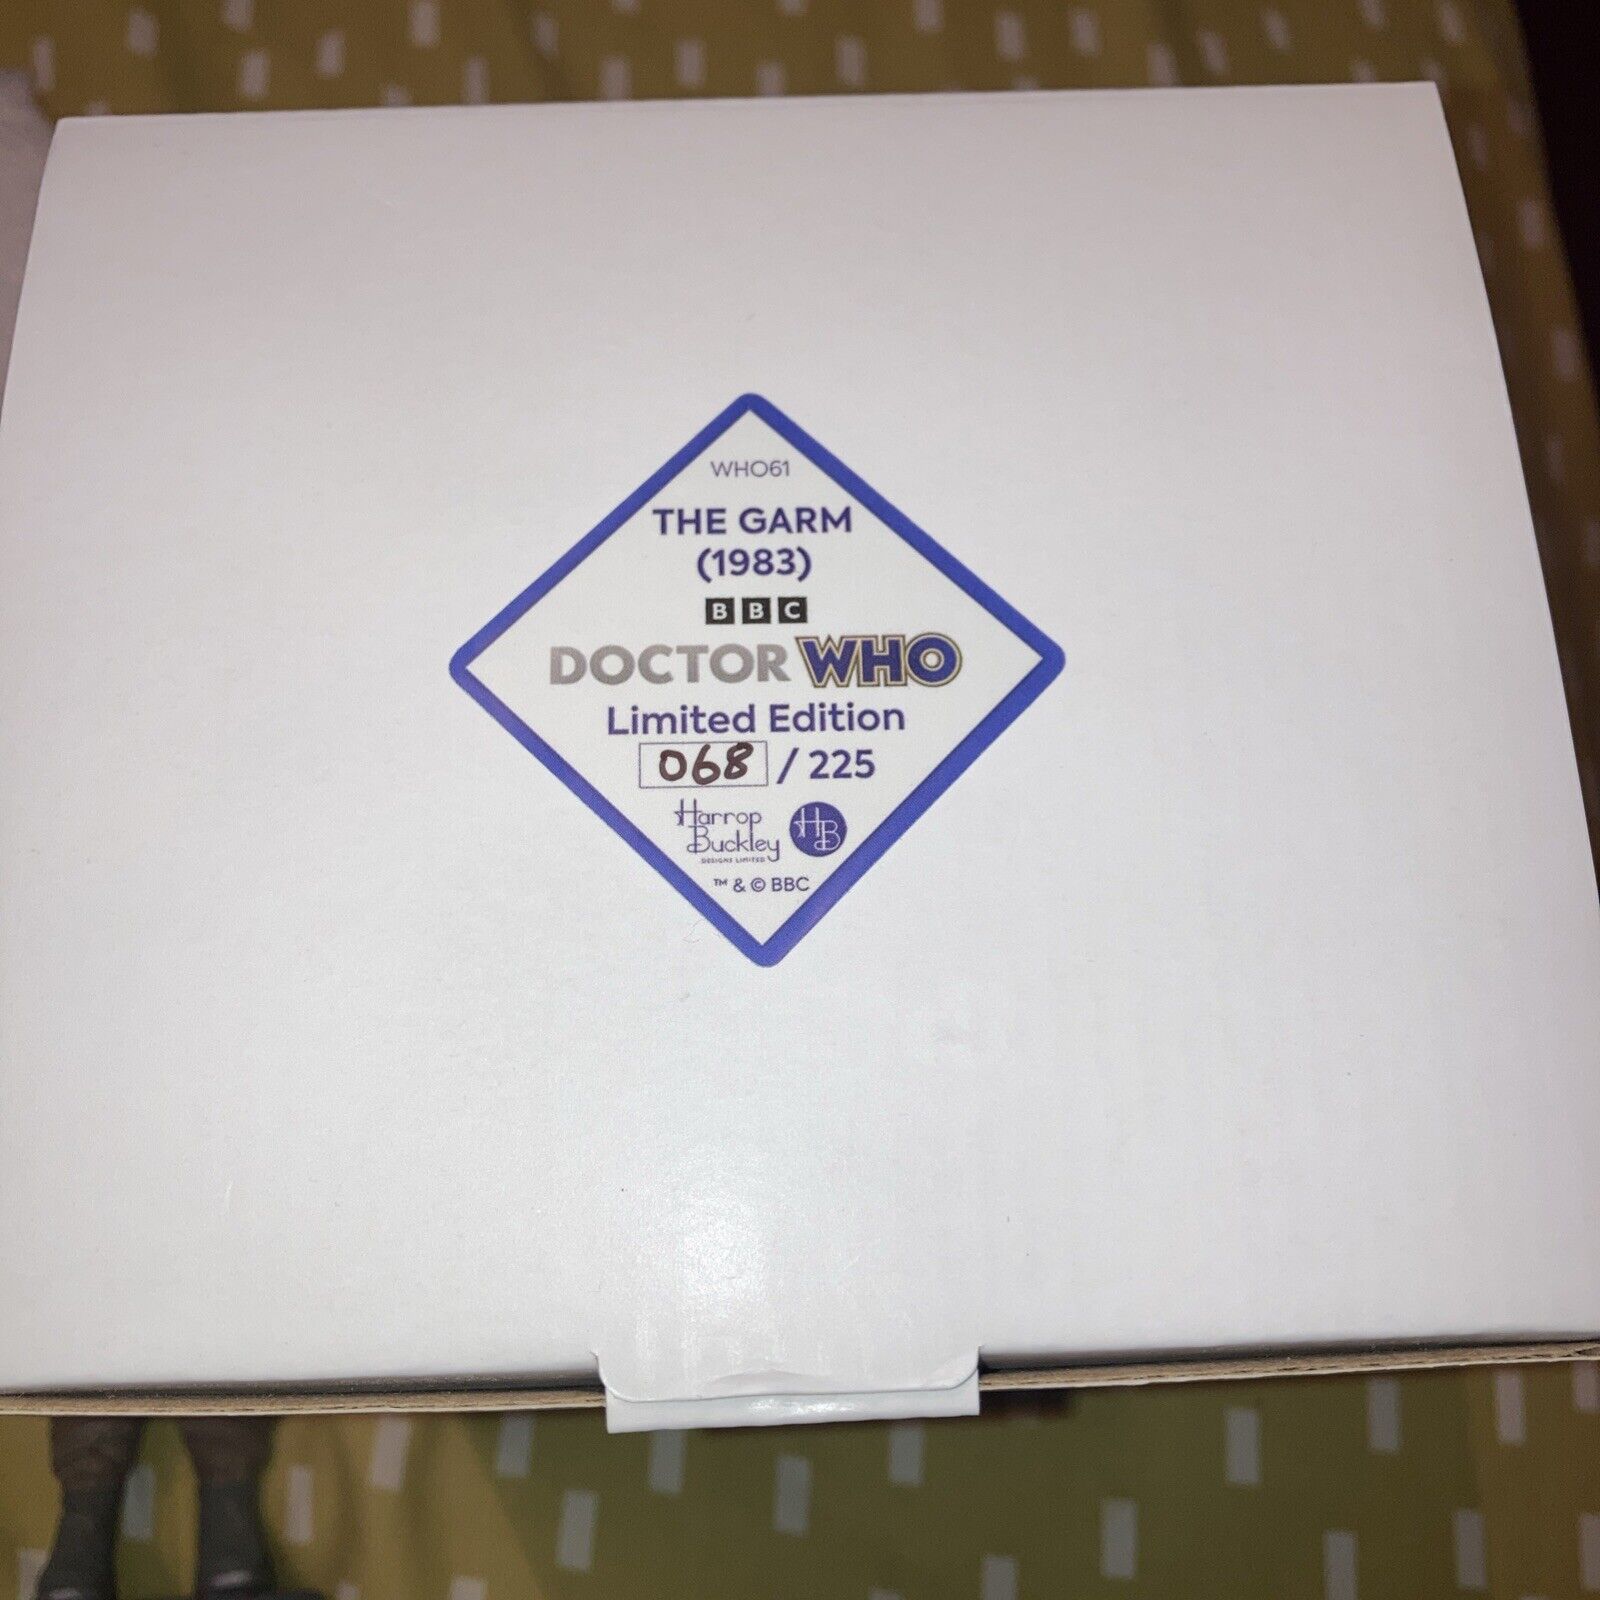 WHO61
THE GARM
(1983)
BBC
DOCTOR WHO
Limited Edition
068 / 225
Harrop
Buckley
DESIGNS LIMITED
HB
™ & © BBC